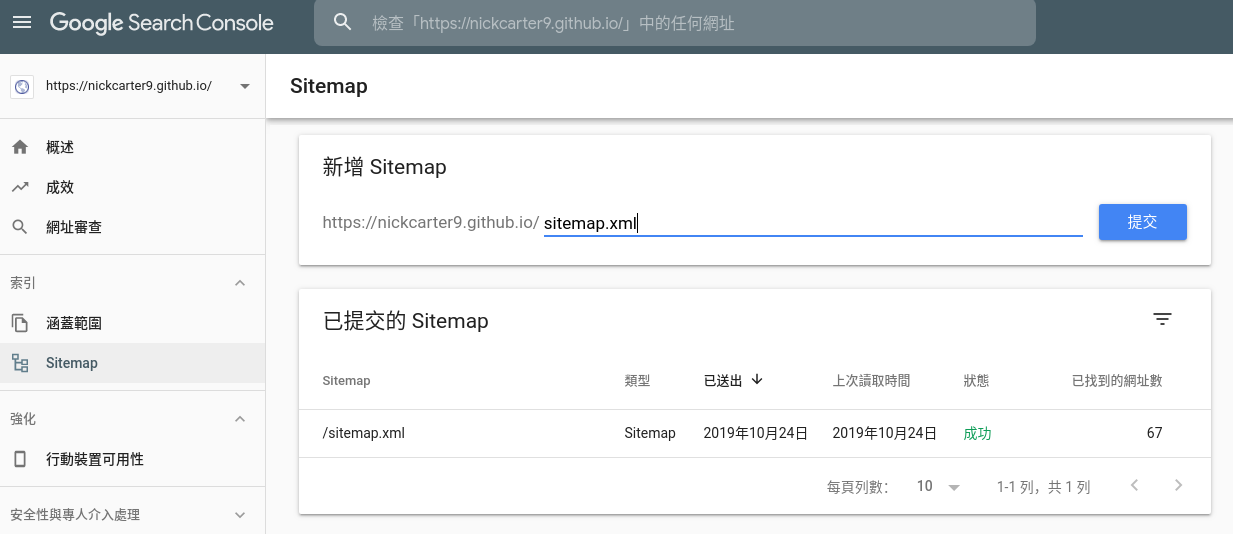 Google Search Console
檢查「https://nickcarter9.github.io/」中的任何網址
https://nickcarter9.github.io/
Sitemap
概述
成效
網址審查
索引
涵蓋範圍
Sitemap
強化
行動裝置可用性
安全性與專人介入處理
新增 Sitemap
https://nickcarter9.github.io/ sitemap.xml 提交
已提交的 Sitemap
Sitemap 類型 已送出 上次讀取時間 狀態 已找到的網址數
/sitemap.xml Sitemap 2019年10月24日 2019年10月24日 成功 67
每頁列數： 10 1-1 列，共 1 列